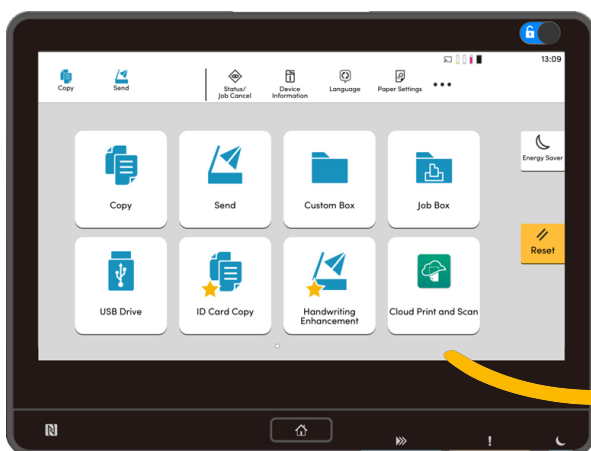 13:09
Copy
Send
Status/
Job Cancel
Device
Information
Language
Paper Settings
Energy Saver
Reset
Copy
Send
Custom Box
Job Box
USB Drive
ID Card Copy
Handwriting
Enhancement
Cloud Print and Scan